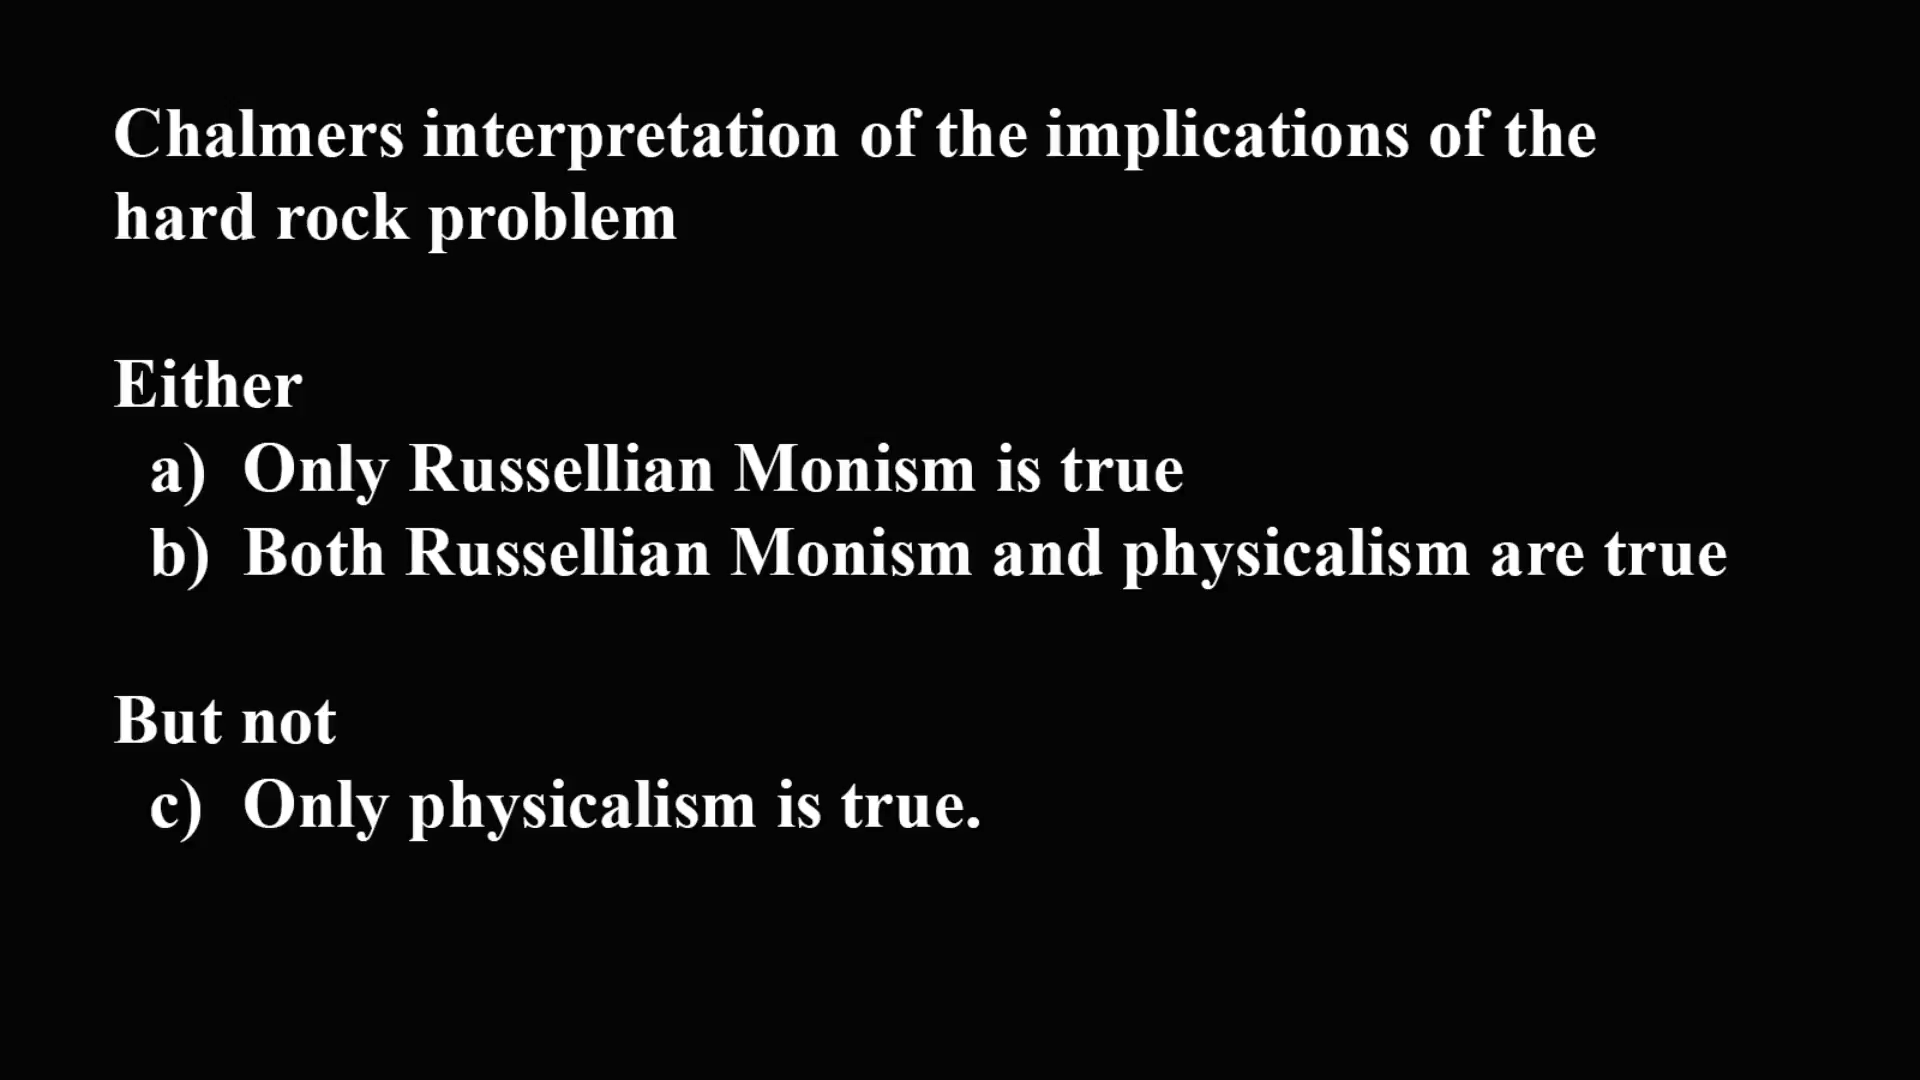 Chalmers interpretation of the implications of the
hard rock problem
Either
a) Only Russellian Monism is true
b) Both Russellian Monism and physicalism are true
But not
c) Only physicalism is true.